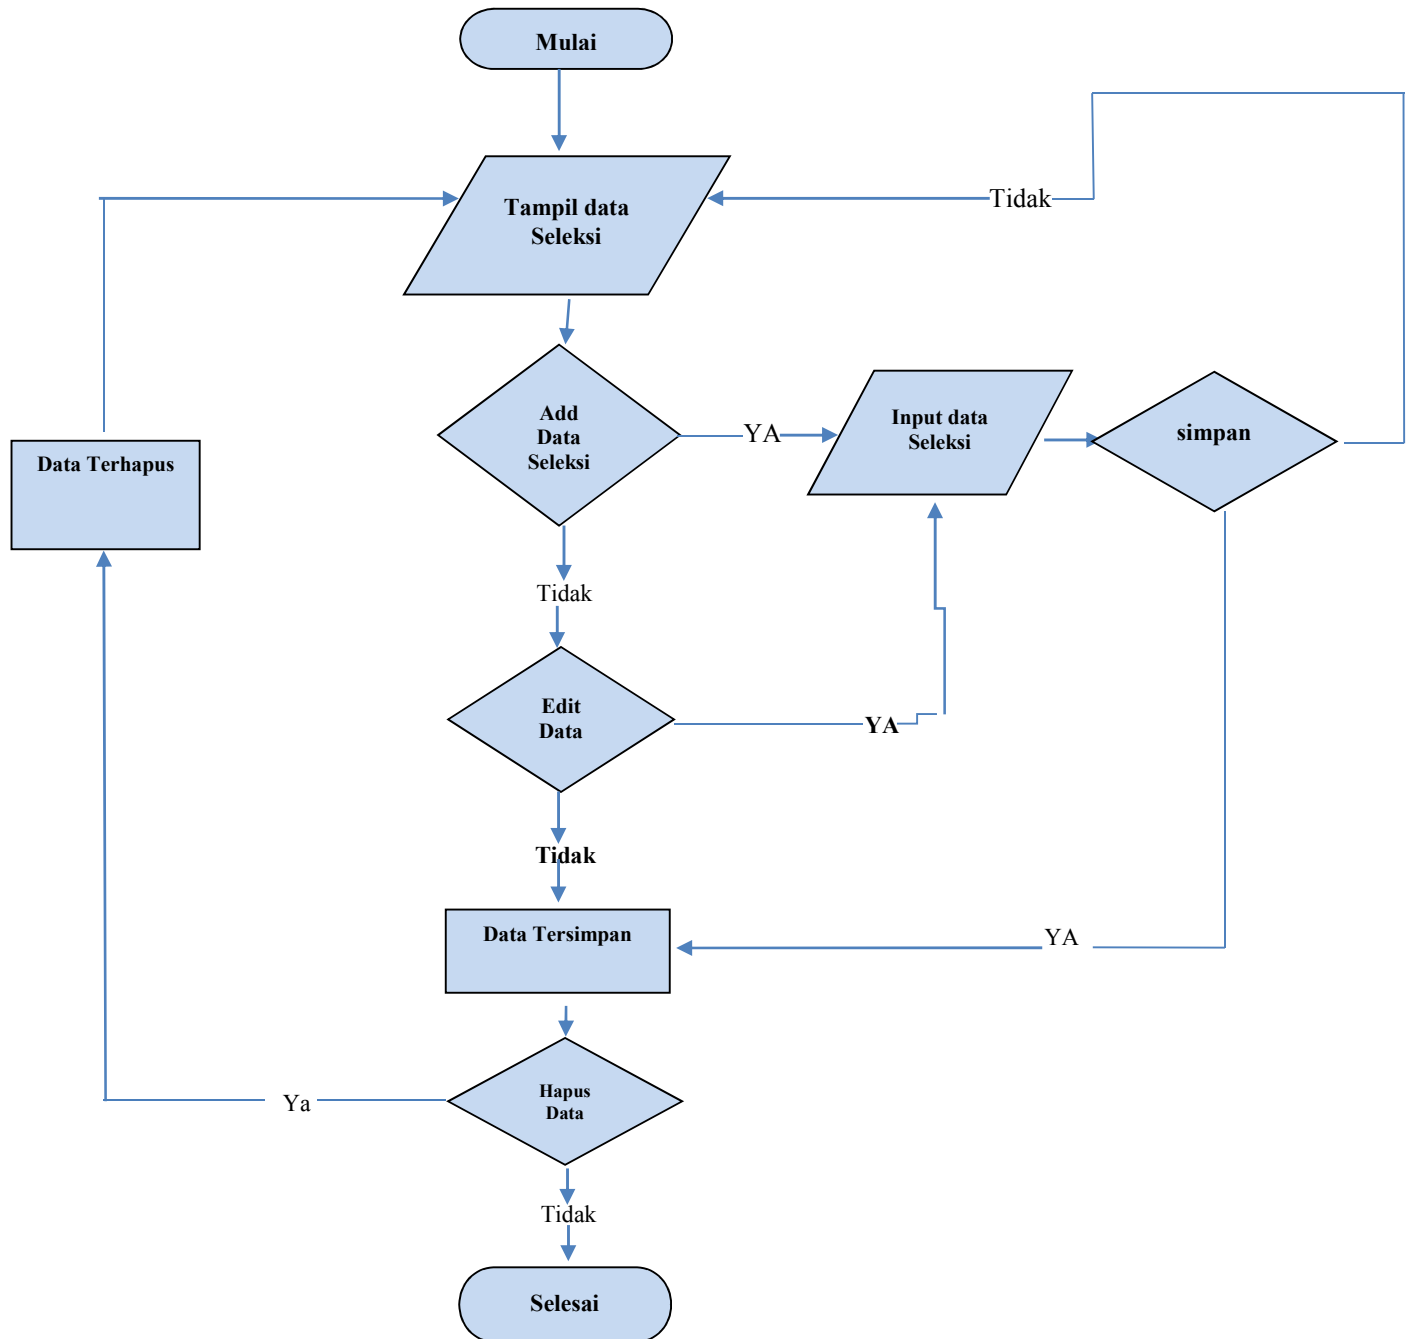 Mulai
Tampil data
Seleksi
Tidak
Add
Data
Seleksi
YA
Input data
Seleksi
simpan
Data Terhapus
Tidak
Edit
Data
YA
Tidak
Data Tersimpan
YA
Hapus
Data
Ya
Tidak
Selesai